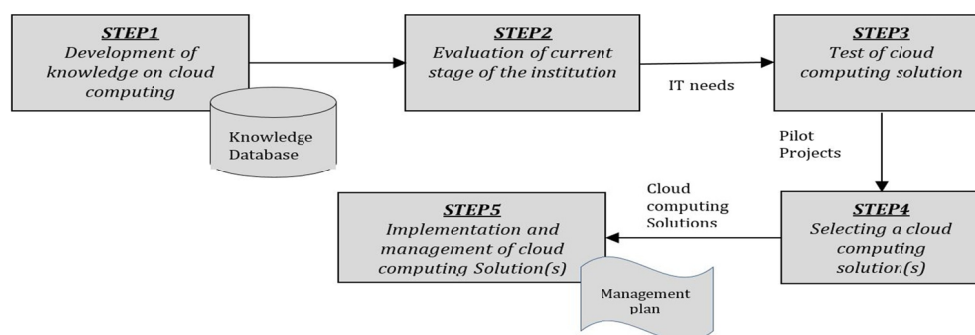 STEP1
Development of
knowledge on cloud
computing
Knowledge
Database
STEP2
Evaluation of current
stage of the institution
IT needs
STEP3
Test of cloud
computing solution
Pilot
Projects
STEP4
Selecting a cloud
computing
solution(s)
Cloud
computing
Solutions
STEP5
Implementation and
management of cloud
computing Solution(s)
Management
plan